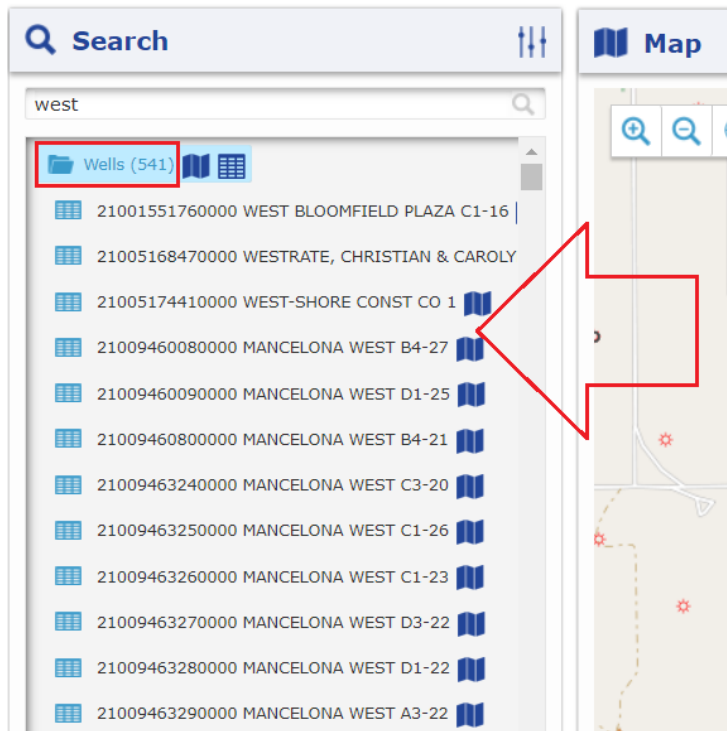 Search
Map
west
Wells (541)
21001551760000 WEST BLOOMFIELD PLAZA C1-16
21005168470000 WESTRATE, CHRISTIAN & CAROLY
21005174410000 WEST-SHORE CONST CO 1
21009460080000 MANCELONA WEST B4-27
21009460090000 MANCELONA WEST D1-25
21009460800000 MANCELONA WEST B4-21
21009463240000 MANCELONA WEST C3-20
21009463250000 MANCELONA WEST C1-26
21009463260000 MANCELONA WEST C1-23
21009463270000 MANCELONA WEST D3-22
21009463280000 MANCELONA WEST D1-22
21009463290000 MANCELONA WEST A3-22